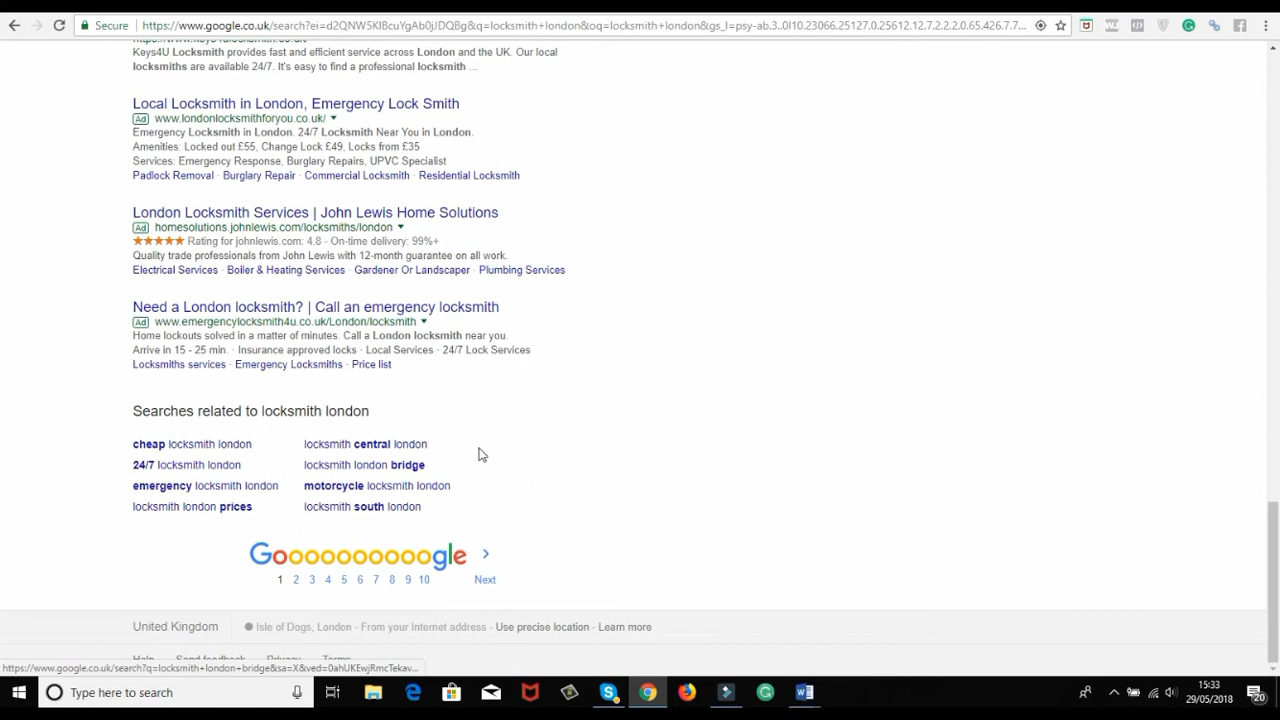 Secure
https://www.google.co.uk/search?ei=d2QNW5KIBcuYgAb0jJDQBg&q=locksmith+london&oq=locksmith+london&gs_l=psy-ab.3..0l10.23066.25127.0.25612.12.7.2.2.2.0.65.426.7.7...
Keys4U Locksmith provides fast and efficient service across London and the UK. Our local
locksmiths are available 24/7. It's easy to find a professional locksmith ...
Local Locksmith in London, Emergency Lock Smith
Ad www.londonlocksmithforyou.co.uk/
Emergency Locksmith in London. 24/7 Locksmith Near You in London.
Amenities: Locked out £55, Change Lock £49, Locks from £35
Services: Emergency Response, Burglary Repairs, UPVC Specialist
Padlock Removal · Burglary Repair · Commercial Locksmith · Residential Locksmith
London Locksmith Services | John Lewis Home Solutions
Ad homesolutions.johnlewis.com/locksmiths/london
Rating for johnlewis.com: 4.8 - On-time delivery: 99%+
Quality trade professionals from John Lewis with 12-month guarantee on all work.
Electrical Services · Boiler & Heating Services · Gardener Or Landscaper · Plumbing Services
Need a London locksmith? | Call an emergency locksmith
Ad www.emergencylocksmith4u.co.uk/London/locksmith
Home lockouts solved in a matter of minutes. Call a London locksmith near you.
Arrive in 15 - 25 min. · Insurance approved locks · Local Services · 24/7 Lock Services
Locksmiths services · Emergency Locksmiths · Price list
Searches related to locksmith london
cheap locksmith london
locksmith central london
24/7 locksmith london
locksmith london bridge
emergency locksmith london
motorcycle locksmith london
locksmith london prices
locksmith south london
Goooooooooogle
1 2 3 4 5 6 7 8 9 10 Next
United Kingdom
Isle of Dogs, London - From your Internet address - Use precise location - Learn more
Help Send feedback Privacy Terms
https://www.google.co.uk/search?q=locksmith+london+bridge&sa=X&ved=0ahUKEwjRmcTekav...
Type here to search
15:33
29/05/2018
20